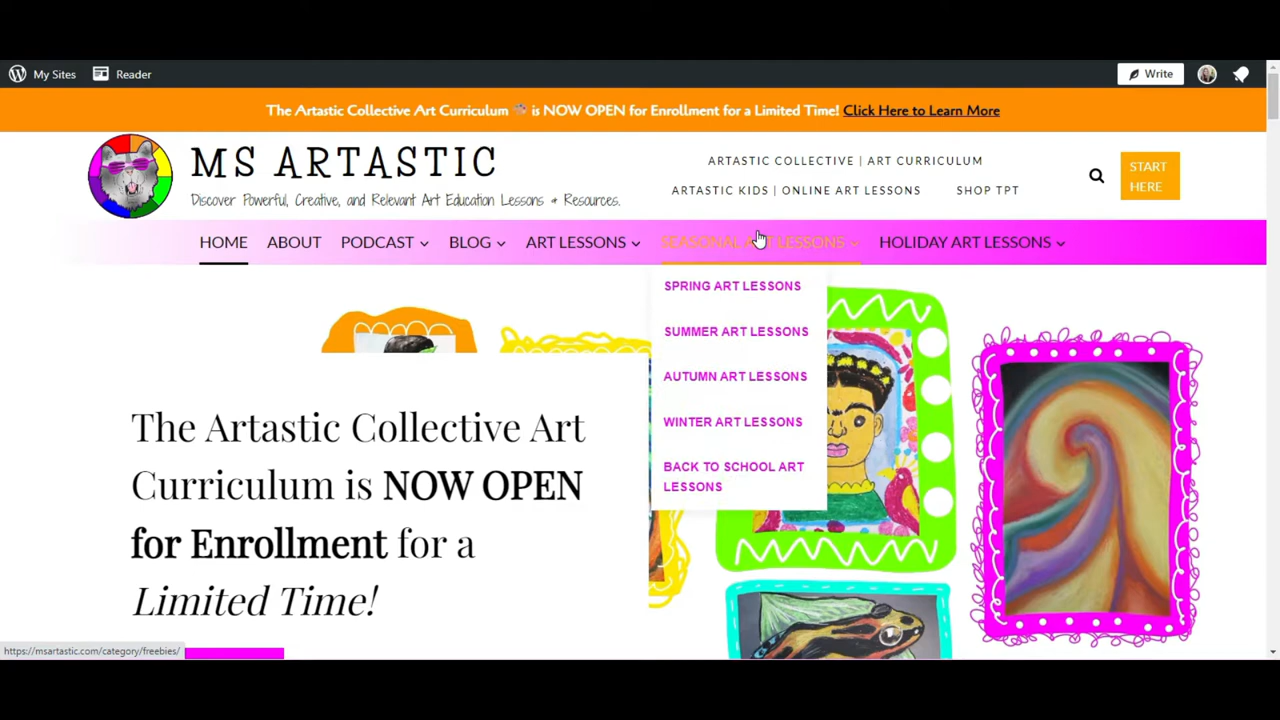 My Sites
Reader
Write
The Artastic Collective Art Curriculum 🎨 is NOW OPEN for Enrollment for a Limited Time! Click Here to Learn More
MS ARTASTIC
Discover Powerful, Creative, and Relevant Art Education Lessons & Resources.
ARTASTIC COLLECTIVE | ART CURRICULUM
ARTASTIC KIDS | ONLINE ART LESSONS
SHOP TPT
START
HERE
HOME
ABOUT
PODCAST
BLOG
ART LESSONS
SEASONAL ART LESSONS
HOLIDAY ART LESSONS
SPRING ART LESSONS
SUMMER ART LESSONS
AUTUMN ART LESSONS
WINTER ART LESSONS
BACK TO SCHOOL ART
LESSONS
The Artastic Collective Art
Curriculum is NOW OPEN
for Enrollment for a
Limited Time!
https://msartastic.com/category/freebies/